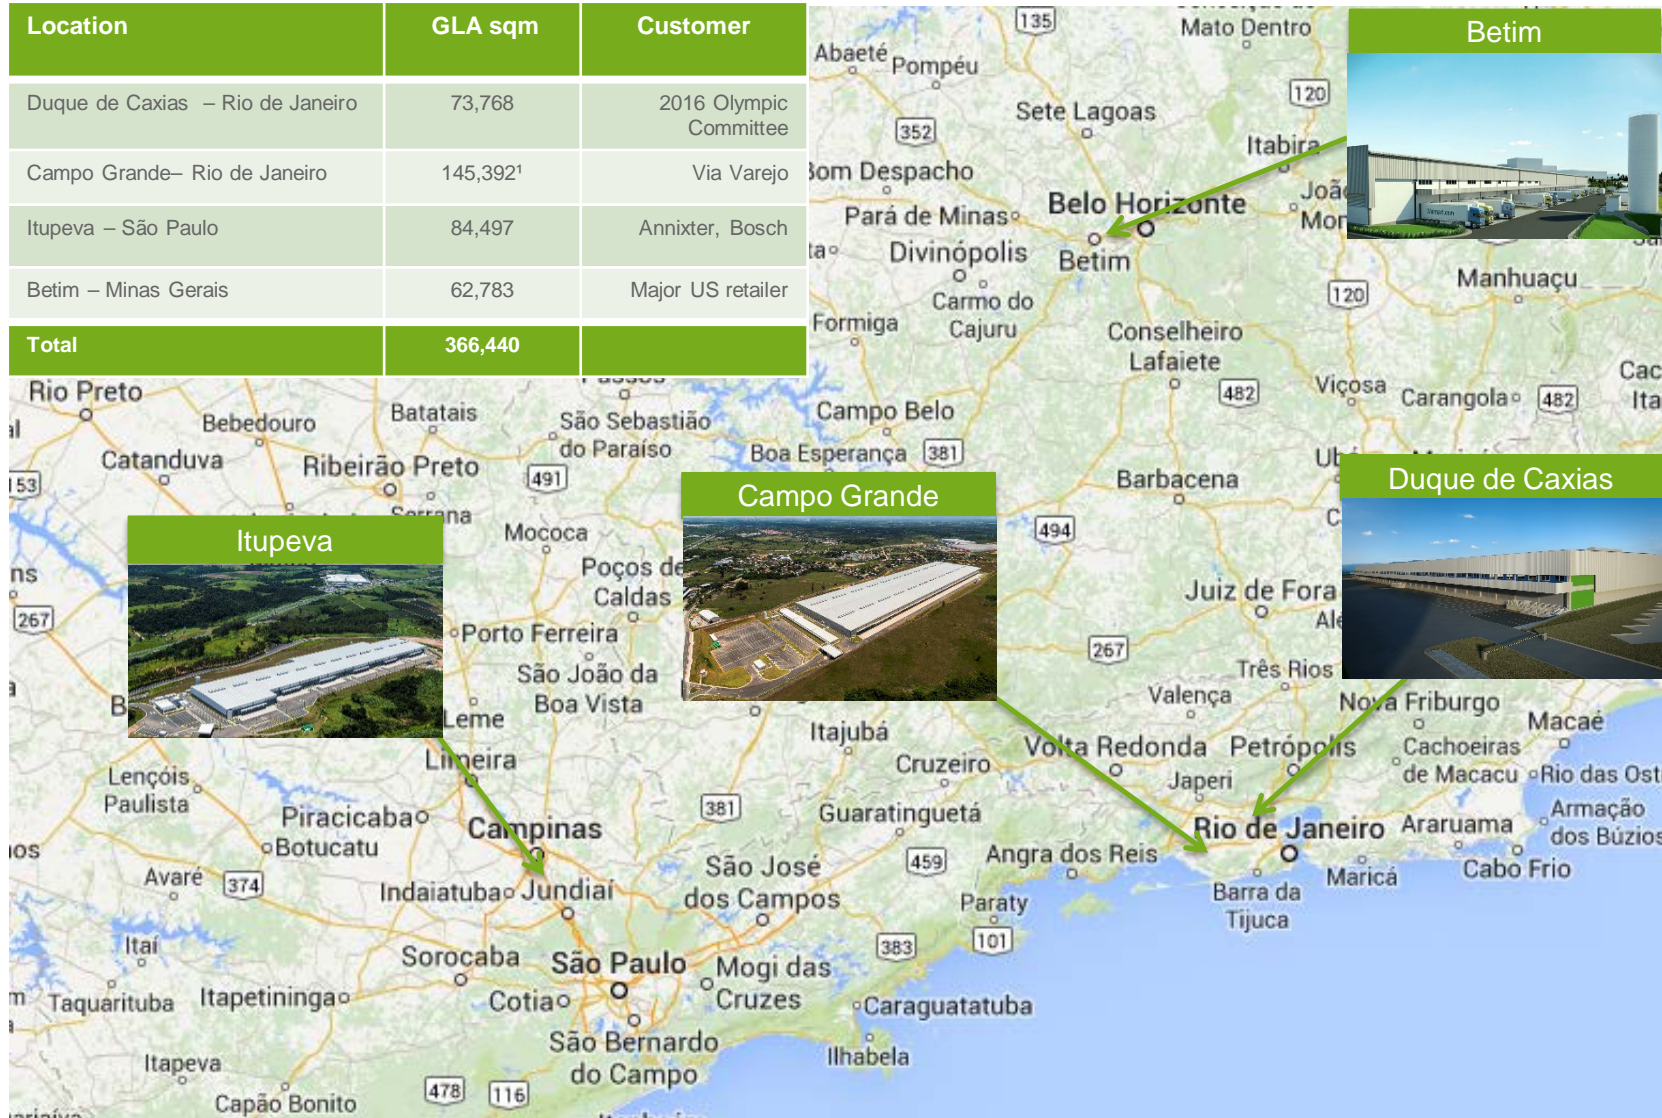 Location GLA sqm Customer
Duque de Caxias – Rio de Janeiro 73,768 2016 Olympic
Committee
Campo Grande– Rio de Janeiro 145,392¹ Via Varejo
Itupeva – São Paulo 84,497 Annixter, Bosch
Betim – Minas Gerais 62,783 Major US retailer
Total 366,440
Betim
Campo Grande
Duque de Caxias
Itupeva
135
Mato Dentro
Abaeté
Pompéu
120
Sete Lagoas
352
Itabira
Bom Despacho
Belo Horizonte
Pará de Minas
Divinópolis
Betim
Manhuaçu
Carmo do
Cajuru
120
Formiga
Conselheiro
Lafaiete
Rio Preto
Viçosa
482
Carangola
482
Batatais
São Sebastião
do Paraíso
Campo Belo
Bebedouro
Catanduva
Ribeirão Preto
Boa Esperança
381
153
491
Barbacena
Serrana
Mococa
494
Poços de
Caldas
Juiz de Fora
267
Porto Ferreira
267
Três Rios
São João da
Boa Vista
Valença
Nova Friburgo
Leme
Itajubá
Macaé
Volta Redonda
Petrópolis
Cachoeiras
de Macacu
Limeira
Cruzeiro
Japeri
Rio das Ost
Lençóis
Paulista
381
Guaratinguetá
Armação
dos Búzios
Piracicaba
Campinas
Rio de Janeiro
Araruama
Botucatu
Angra dos Reis
459
São José
dos Campos
Maricá
Cabo Frio
Avaré
374
Indaiatuba
Jundiaí
Paraty
Barra da
Tijuca
Itaí
383
101
Sorocaba
São Paulo
Mogi das
Cruzes
Taquarituba
Itapetininga
Cotia
Caraguatatuba
São Bernardo
do Campo
Ilhabela
Itapeva
478
116
Capão Bonito